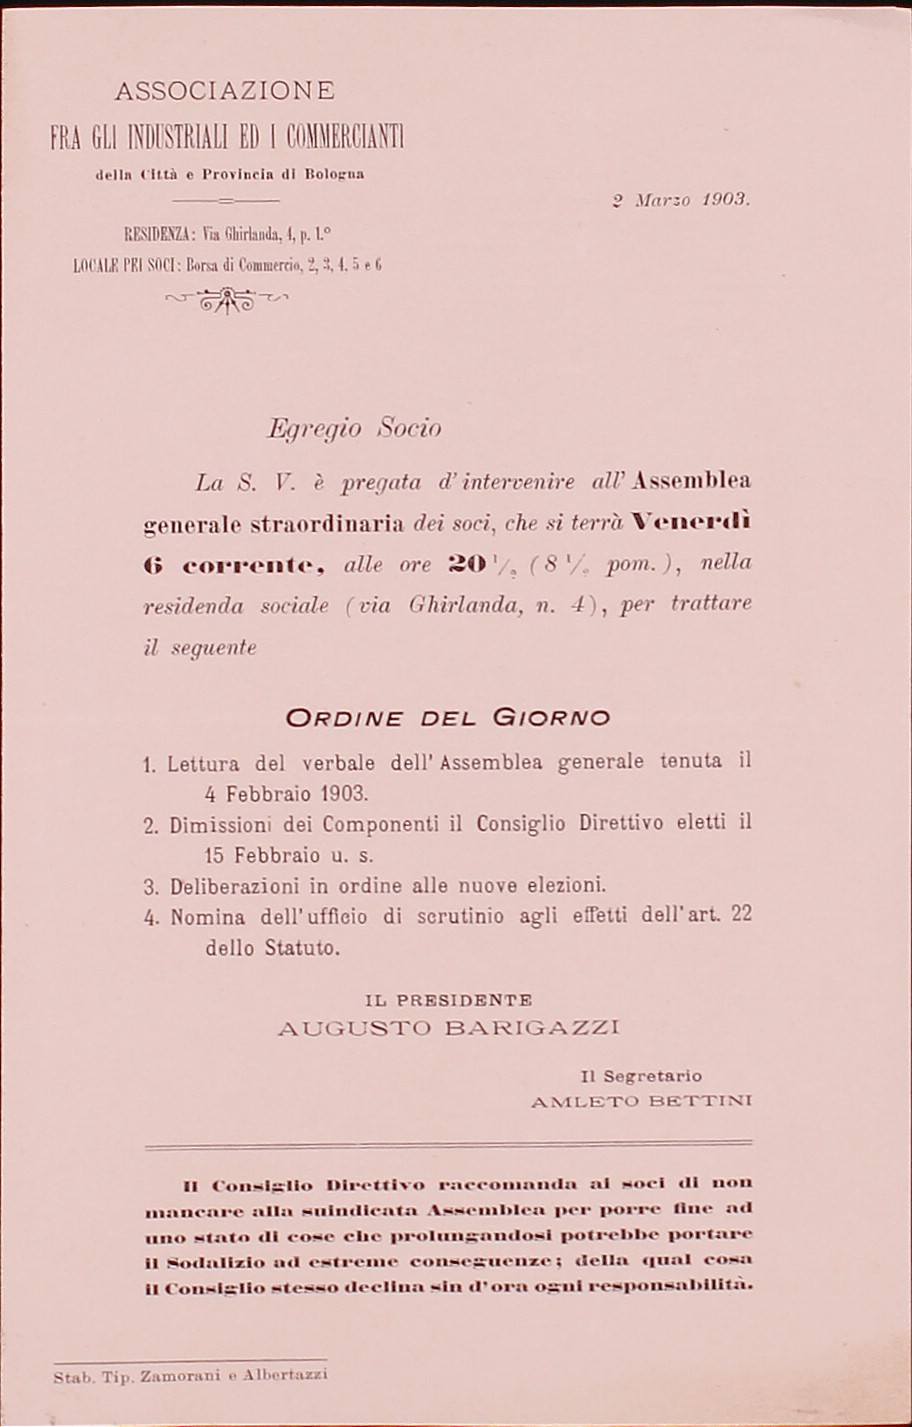 ASSOCIAZIONE
FRA GLI INDUSTRIALI ED I COMMERCIANTI
della Città e Provincia di Bologna
2 Marzo 1903.
RESIDENZA: Via Ghirlanda, 4, p. 1.º
LOCALE PEI SOCI: Borsa di Commercio, 2, 3, 4, 5 e 6
Egregio Socio
La S. V. è pregata d'intervenire all'Assemblea
generale straordinaria dei soci, che si terrà Venerdì
6 corrente, alle ore 20 1/2 (8 1/2 pom.), nella
residenda sociale (via Ghirlanda, n. 4), per trattare
il seguente
ORDINE DEL GIORNO
1. Lettura del verbale dell'Assemblea generale tenuta il
4 Febbraio 1903.
2. Dimissioni dei Componenti il Consiglio Direttivo eletti il
15 Febbraio u. s.
3. Deliberazioni in ordine alle nuove elezioni.
4. Nomina dell'ufficio di scrutinio agli effetti dell'art. 22
dello Statuto.
IL PRESIDENTE
AUGUSTO BARIGAZZI
Il Segretario
AMLETO BETTINI
Il Consiglio Direttivo raccomanda ai soci di non
mancare alla suindicata Assemblea per porre fine ad
uno stato di cose che prolungandosi potrebbe portare
il Sodalizio ad estreme conseguenze; della qual cosa
il Consiglio stesso declina sin d'ora ogni responsabilità.
Stab. Tip. Zamorani e Albertazzi